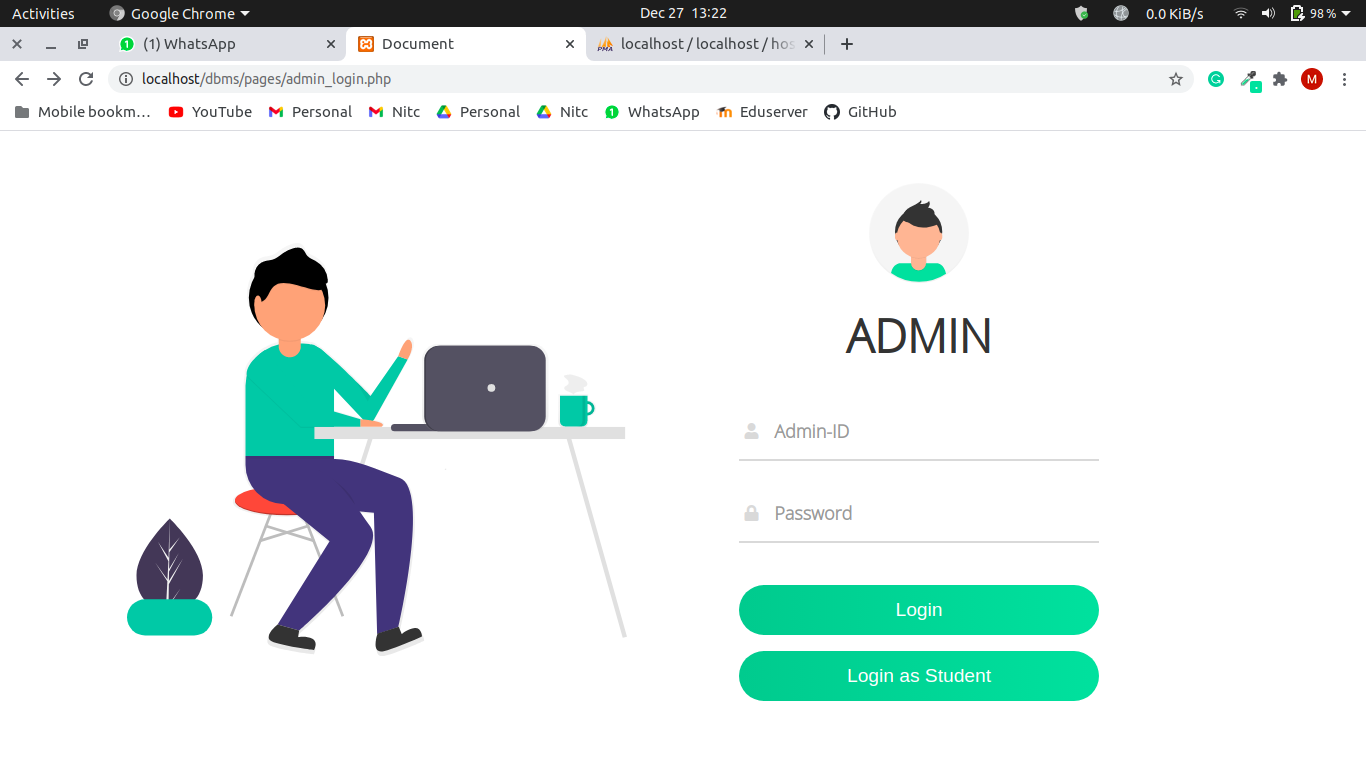 Activities Google Chrome Dec 27 13:22 0.0 KiB/s 98%
(1) WhatsApp Document localhost / localhost / hos
localhost/dbms/pages/admin_login.php M
Mobile bookm… YouTube Personal Nitc Personal Nitc WhatsApp Eduserver GitHub
ADMIN
Admin-ID
Password
Login
Login as Student